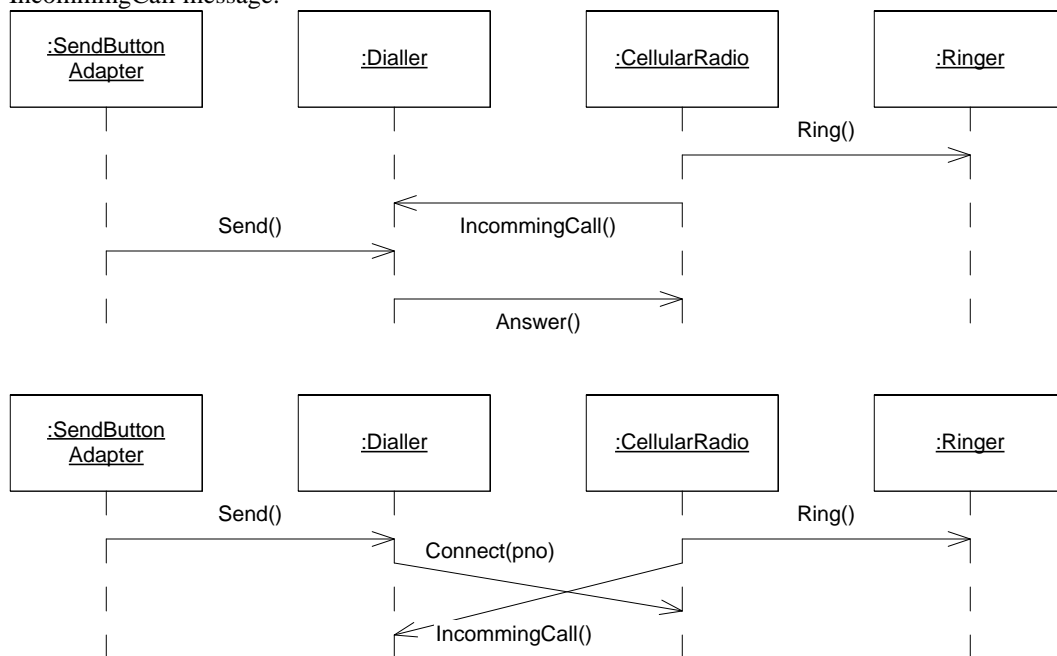 IncommingCall message.
:SendButton
Adapter
:Dialler
:CellularRadio
:Ringer
Ring()
IncommingCall()
Send()
Answer()
:SendButton
Adapter
:Dialler
:CellularRadio
:Ringer
Send()
Ring()
Connect(pno)
IncommingCall()